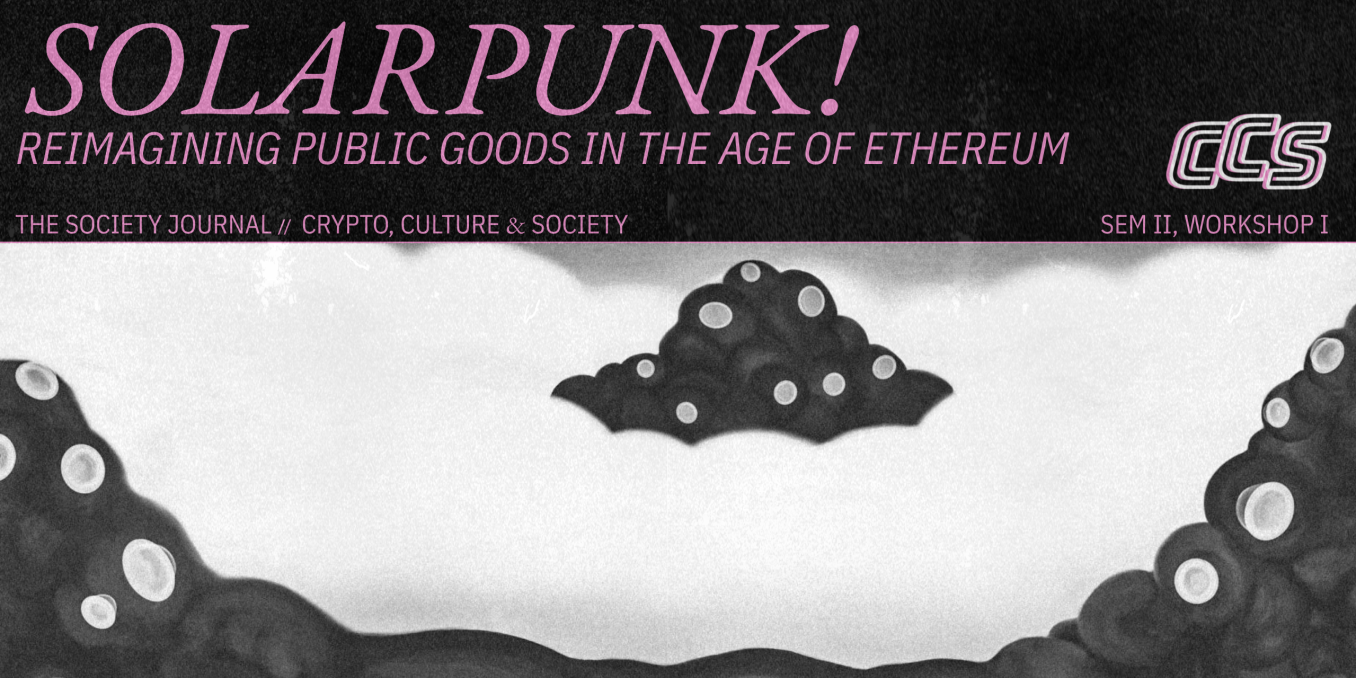 SOLARPUNK!
REIMAGINING PUBLIC GOODS IN THE AGE OF ETHEREUM
CCS
THE SOCIETY JOURNAL // CRYPTO, CULTURE & SOCIETY
SEM II, WORKSHOP I